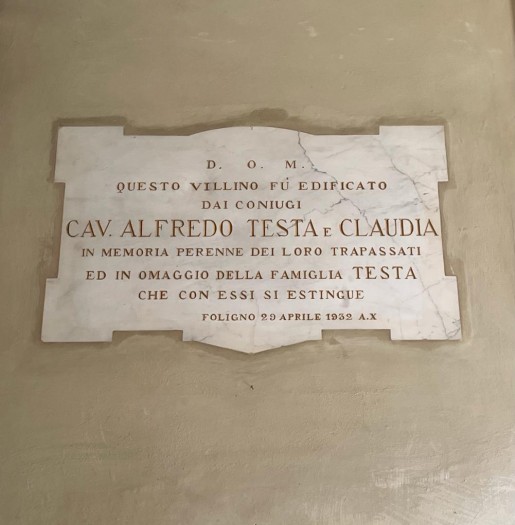 D. O. M.
QUESTO VILLINO FÚ EDIFICATO
DAI CONIUGI
CAV. ALFREDO TESTA E CLAUDIA
IN MEMORIA PERENNE DEI LORO TRAPASSATI
ED IN OMAGGIO DELLA FAMIGLIA TESTA
CHE CON ESSI SI ESTINGUE
FOLIGNO 29 APRILE 1932 A.X